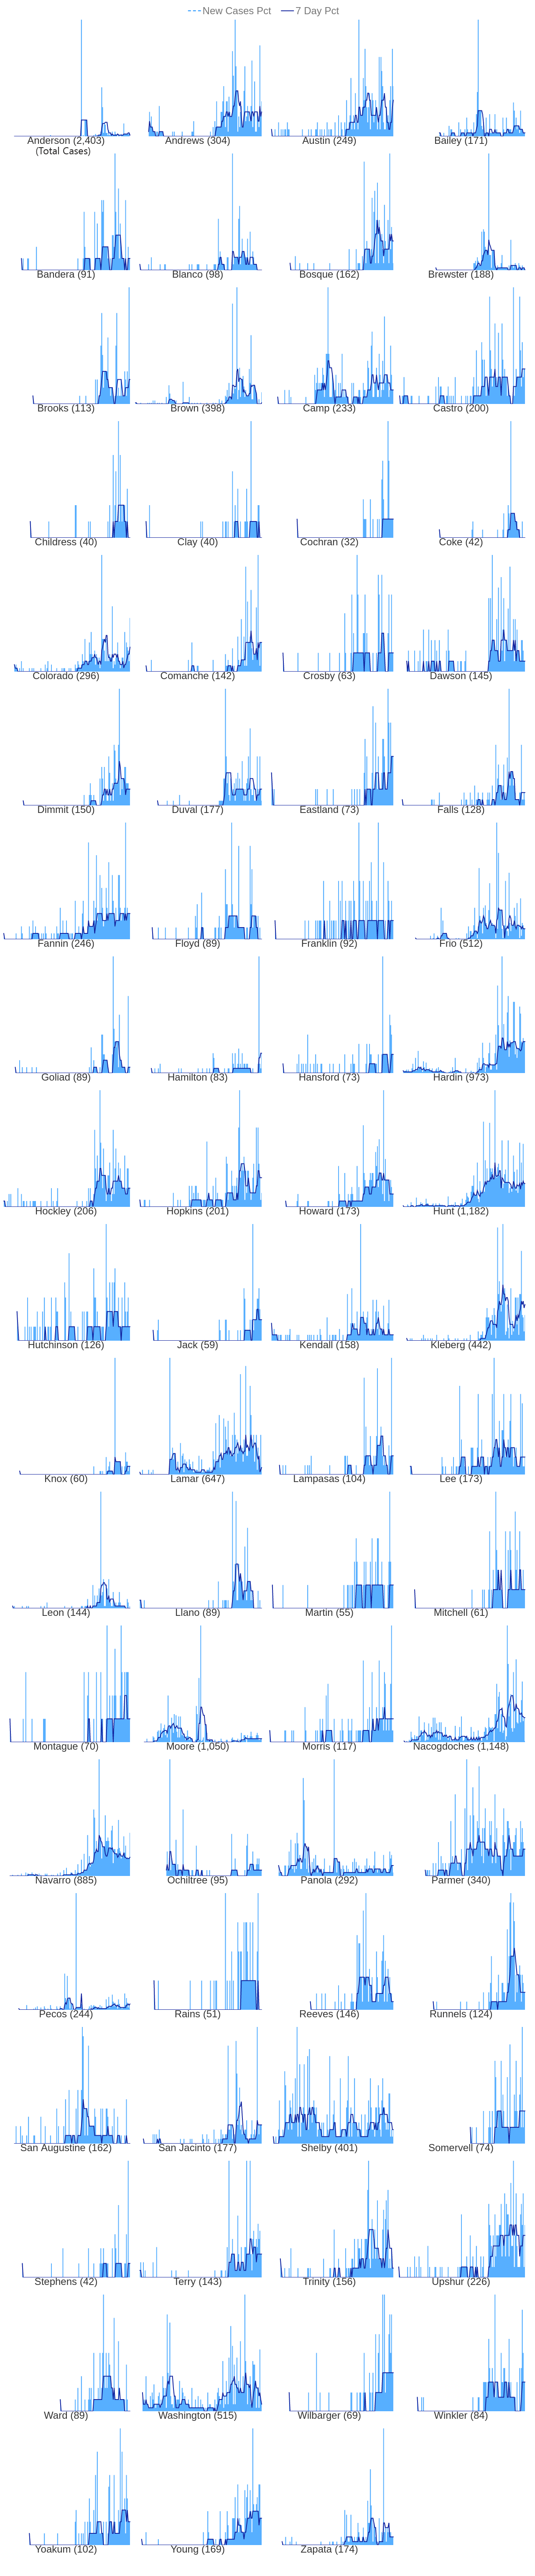 New Cases Pct 7 Day Pct
Anderson (2,403) Andrews (304) Austin (249) Bailey (171)
(Total Cases)
Bandera (91) Blanco (98) Bosque (162) Brewster (188)
Brooks (113) Brown (398) Camp (233) Castro (200)
Childress (40) Clay (40) Cochran (32) Coke (42)
Colorado (296) Comanche (142) Crosby (63) Dawson (145)
Dimmit (150) Duval (177) Eastland (73) Falls (128)
Fannin (246) Floyd (89) Franklin (92) Frio (512)
Goliad (89) Hamilton (83) Hansford (73) Hardin (973)
Hockley (206) Hopkins (201) Howard (173) Hunt (1,182)
Hutchinson (126) Jack (59) Kendall (158) Kleberg (442)
Knox (60) Lamar (647) Lampasas (104) Lee (173)
Leon (144) Llano (89) Martin (55) Mitchell (61)
Montague (70) Moore (1,050) Morris (117) Nacogdoches (1,148)
Navarro (885) Ochiltree (95) Panola (292) Parmer (340)
Pecos (244) Rains (51) Reeves (146) Runnels (124)
San Augustine (162) San Jacinto (177) Shelby (401) Somervell (74)
Stephens (42) Terry (143) Trinity (156) Upshur (226)
Ward (89) Washington (515) Wilbarger (69) Winkler (84)
Yoakum (102) Young (169) Zapata (174)